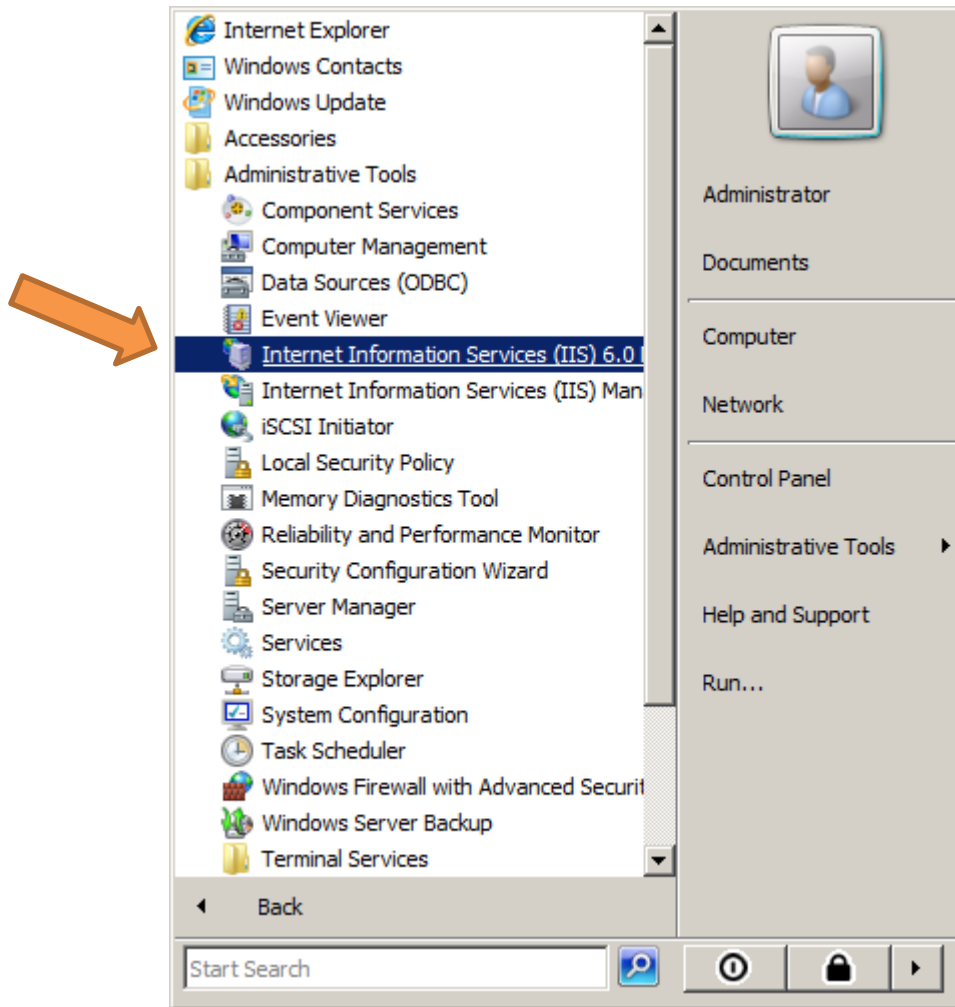 Internet Explorer
Windows Contacts
Windows Update
Accessories
Administrative Tools
Component Services
Computer Management
Data Sources (ODBC)
Event Viewer
Internet Information Services (IIS) 6.0
Internet Information Services (IIS) Man
iSCSI Initiator
Local Security Policy
Memory Diagnostics Tool
Reliability and Performance Monitor
Security Configuration Wizard
Server Manager
Services
Storage Explorer
System Configuration
Task Scheduler
Windows Firewall with Advanced Securit
Windows Server Backup
Terminal Services
Back
Start Search
Administrator
Documents
Computer
Network
Control Panel
Administrative Tools
Help and Support
Run...